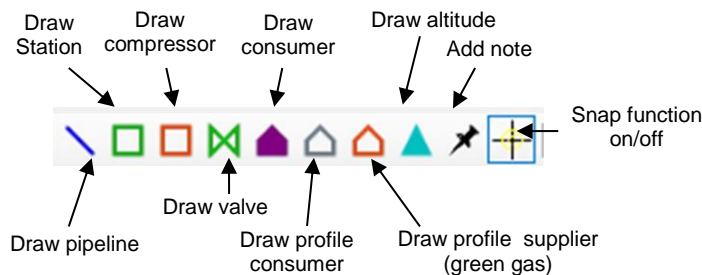 Draw
Station
Draw
compressor
Draw
consumer
Draw altitude
Add note
Snap function
on/off
Draw valve
Draw pipeline
Draw profile
consumer
Draw profile supplier
(green gas)